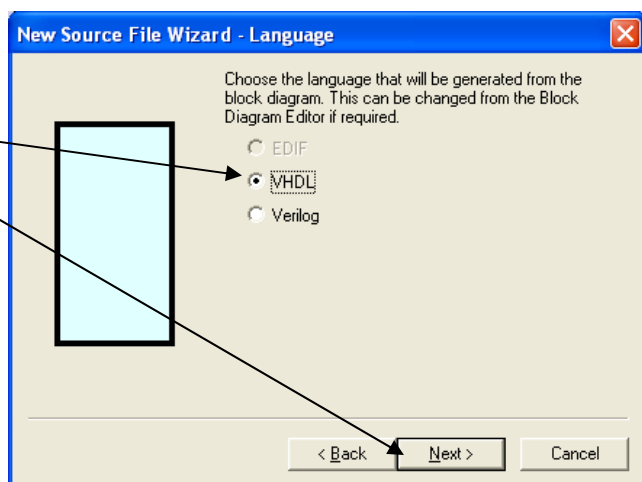 New Source File Wizard - Language
Choose the language that will be generated from the
block diagram. This can be changed from the Block
Diagram Editor if required.
EDIF
VHDL
Verilog
< Back
Next >
Cancel